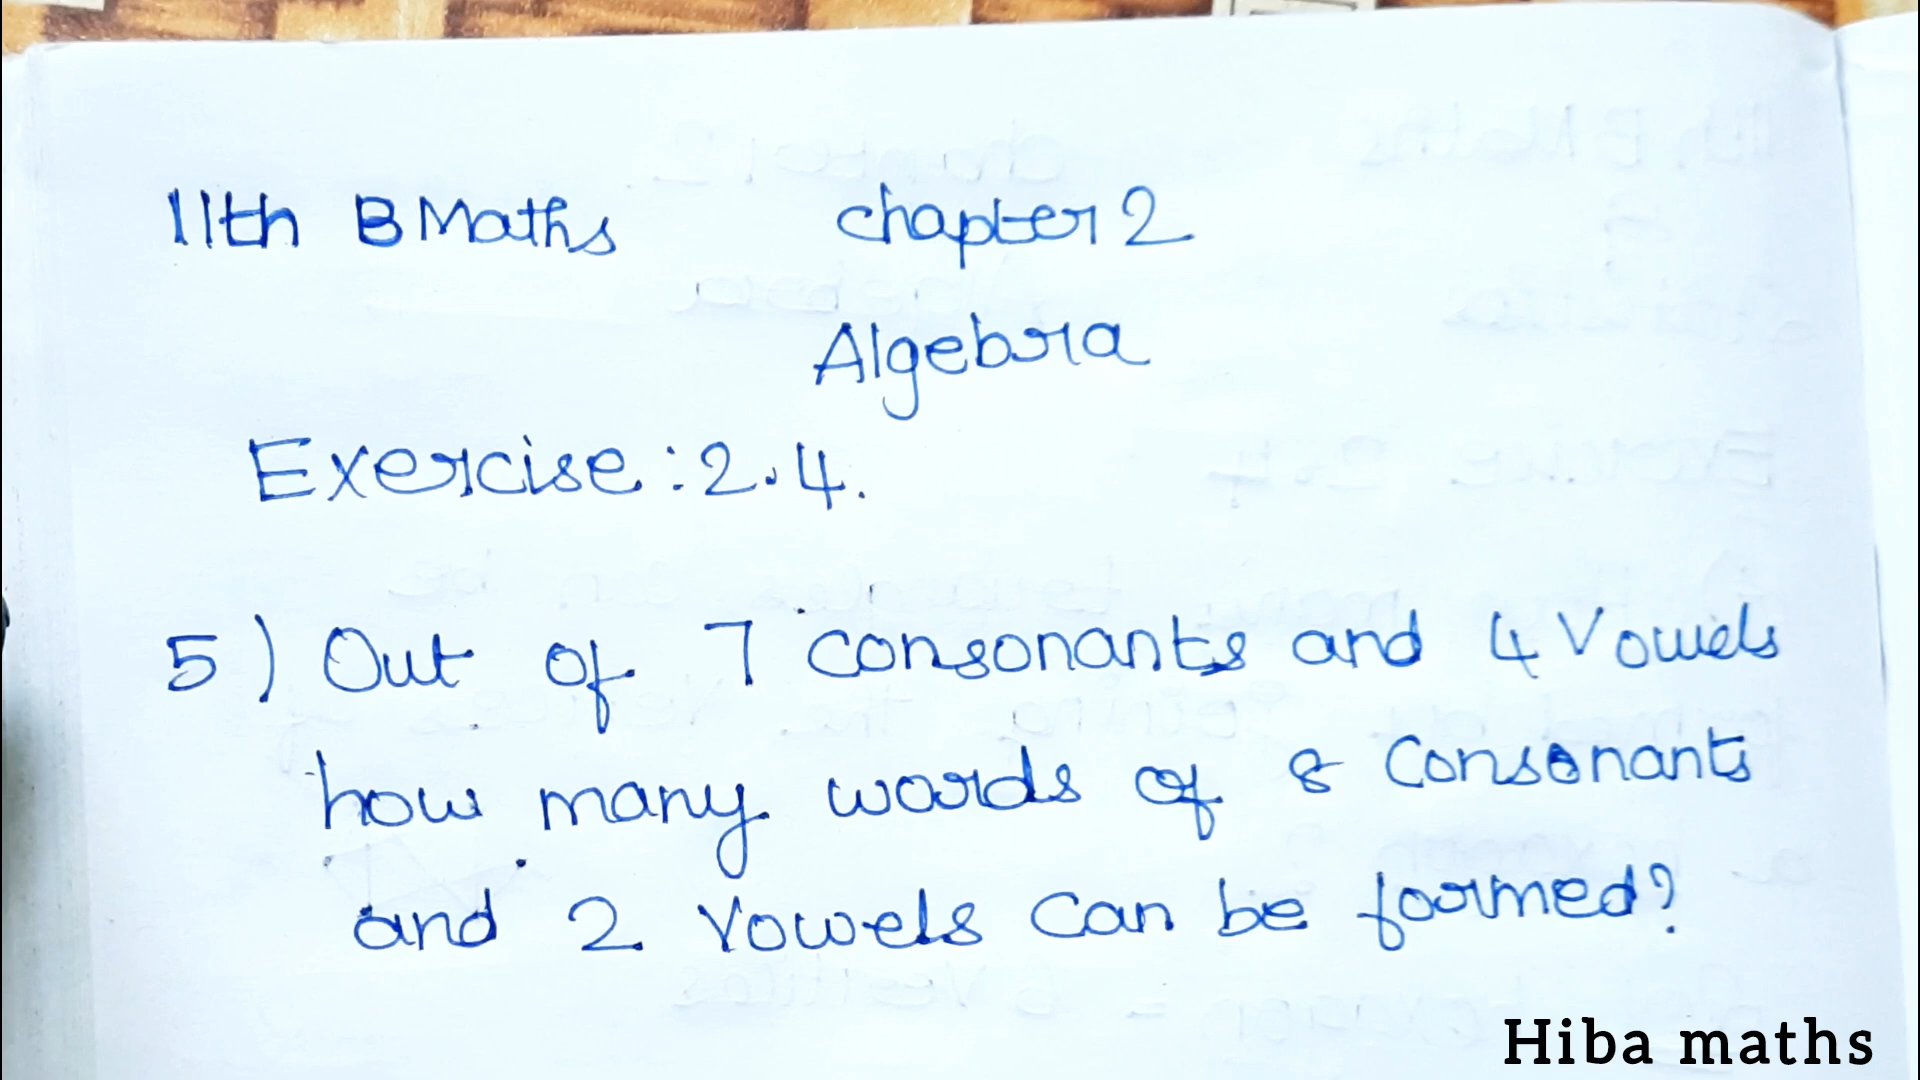 11th B Maths chapter 2
Algebra
Exercise : 2.4.
5) Out of 7 consonants and 4 Vowels
how many words of 8 Consonants
and 2 Vowels can be formed?
Hiba maths